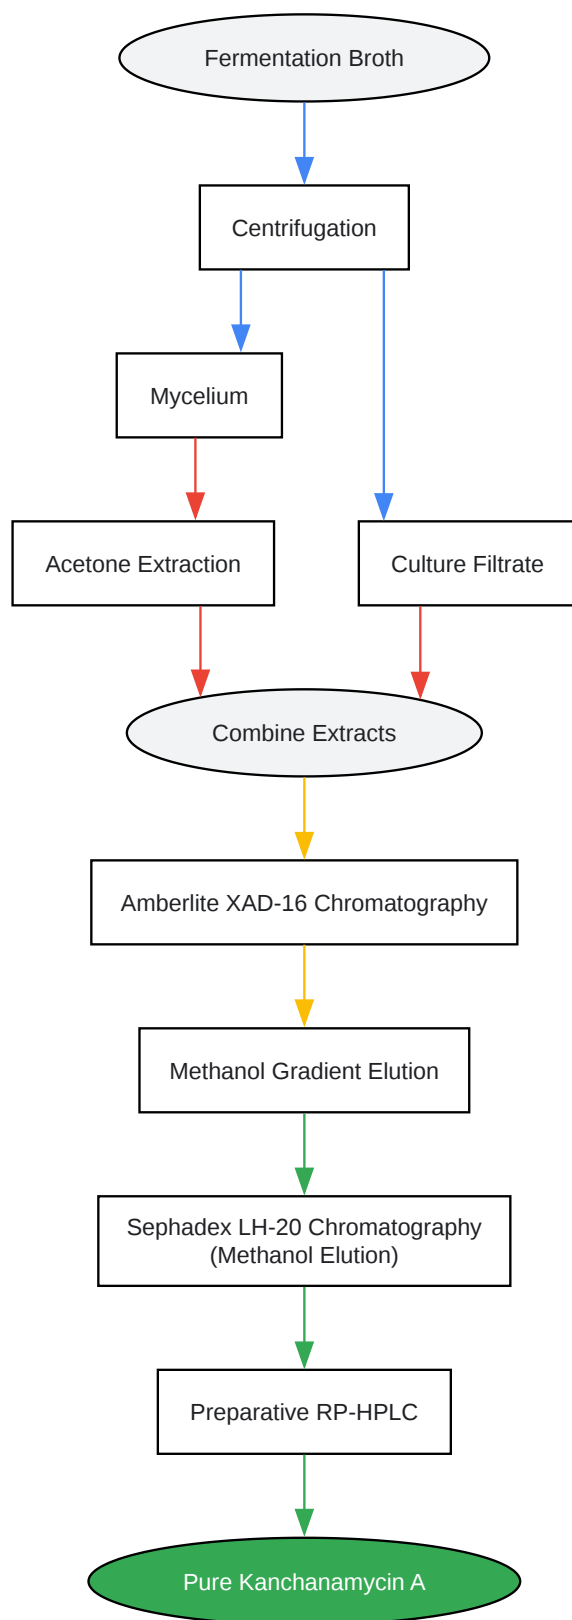 Fermentation Broth
Centrifugation
Mycelium
Acetone Extraction
Culture Filtrate
Combine Extracts
Amberlite XAD-16 Chromatography
Methanol Gradient Elution
Sephadex LH-20 Chromatography
(Methanol Elution)
Preparative RP-HPLC
Pure Kanchanamycin A